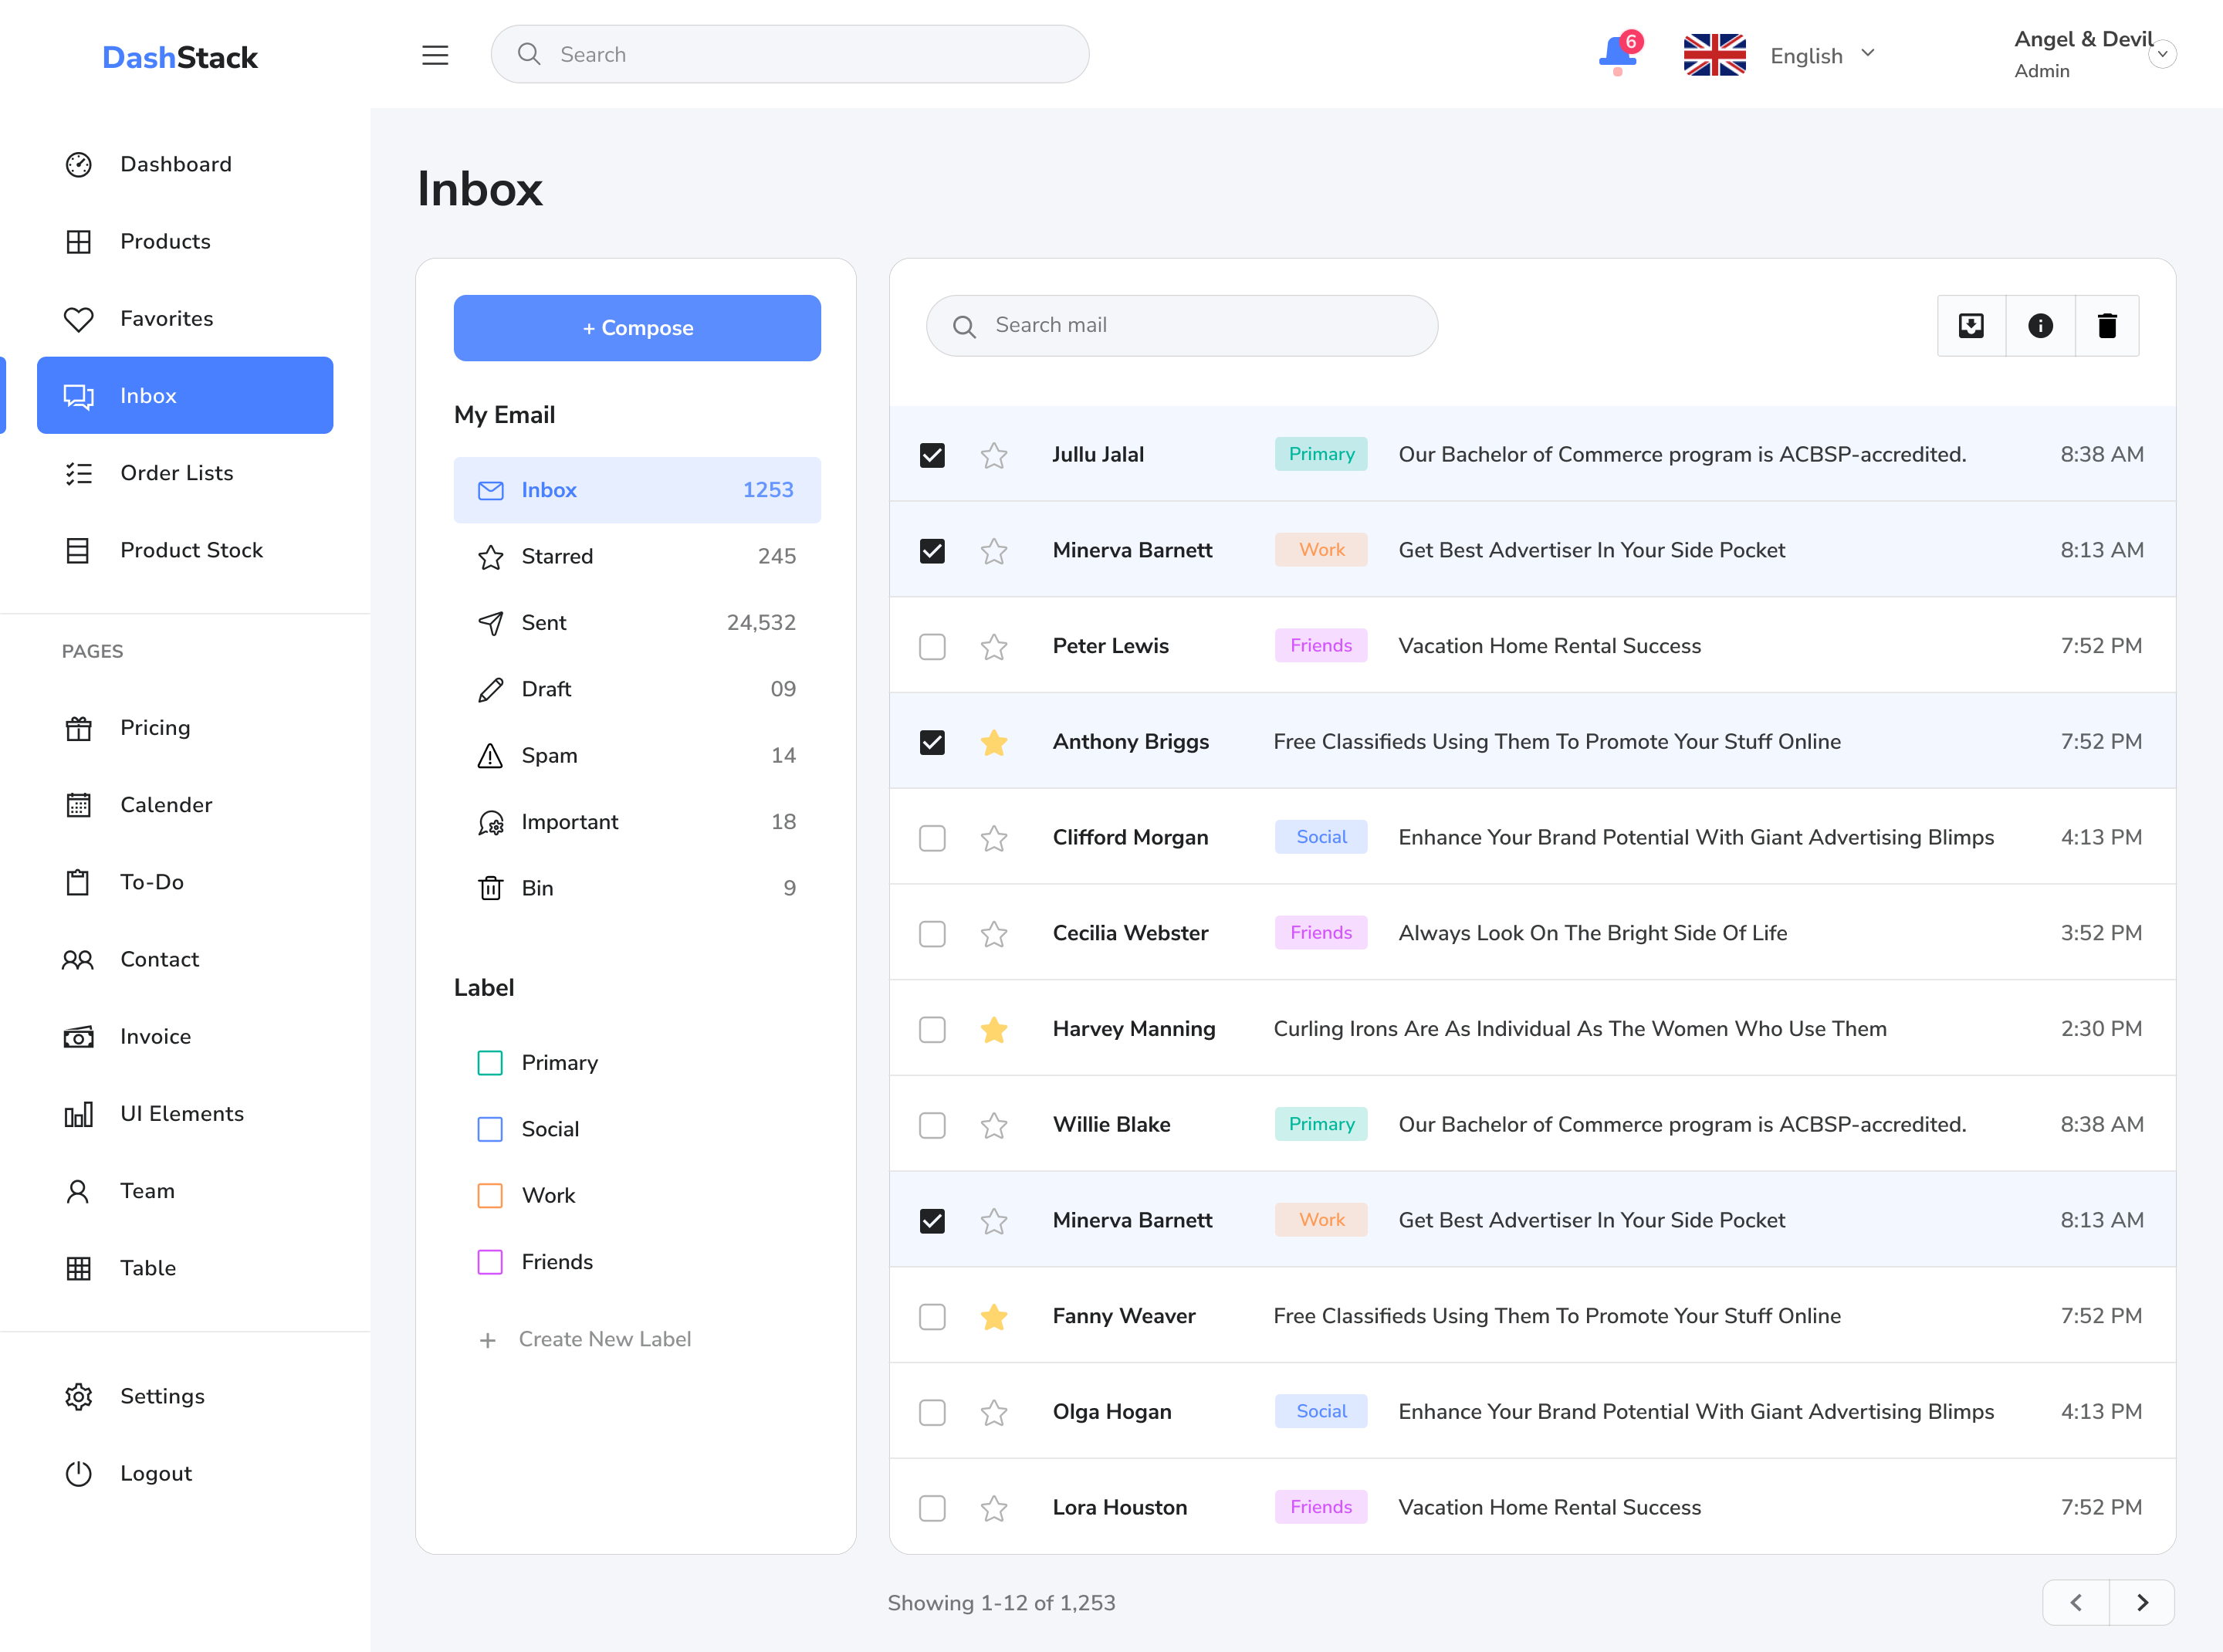 DashStack
Search
6
English
Angel & Devil
Admin
Dashboard
Products
Favorites
Inbox
Order Lists
Product Stock
PAGES
Pricing
Calender
To-Do
Contact
Invoice
UI Elements
Team
Table
Settings
Logout
Inbox
+ Compose
My Email
Inbox 1253
Starred 245
Sent 24,532
Draft 09
Spam 14
Important 18
Bin 9
Label
Primary
Social
Work
Friends
+ Create New Label
Search mail
Jullu Jalal Primary Our Bachelor of Commerce program is ACBSP-accredited. 8:38 AM
Minerva Barnett Work Get Best Advertiser In Your Side Pocket 8:13 AM
Peter Lewis Friends Vacation Home Rental Success 7:52 PM
Anthony Briggs Free Classifieds Using Them To Promote Your Stuff Online 7:52 PM
Clifford Morgan Social Enhance Your Brand Potential With Giant Advertising Blimps 4:13 PM
Cecilia Webster Friends Always Look On The Bright Side Of Life 3:52 PM
Harvey Manning Curling Irons Are As Individual As The Women Who Use Them 2:30 PM
Willie Blake Primary Our Bachelor of Commerce program is ACBSP-accredited. 8:38 AM
Minerva Barnett Work Get Best Advertiser In Your Side Pocket 8:13 AM
Fanny Weaver Free Classifieds Using Them To Promote Your Stuff Online 7:52 PM
Olga Hogan Social Enhance Your Brand Potential With Giant Advertising Blimps 4:13 PM
Lora Houston Friends Vacation Home Rental Success 7:52 PM
Showing 1-12 of 1,253